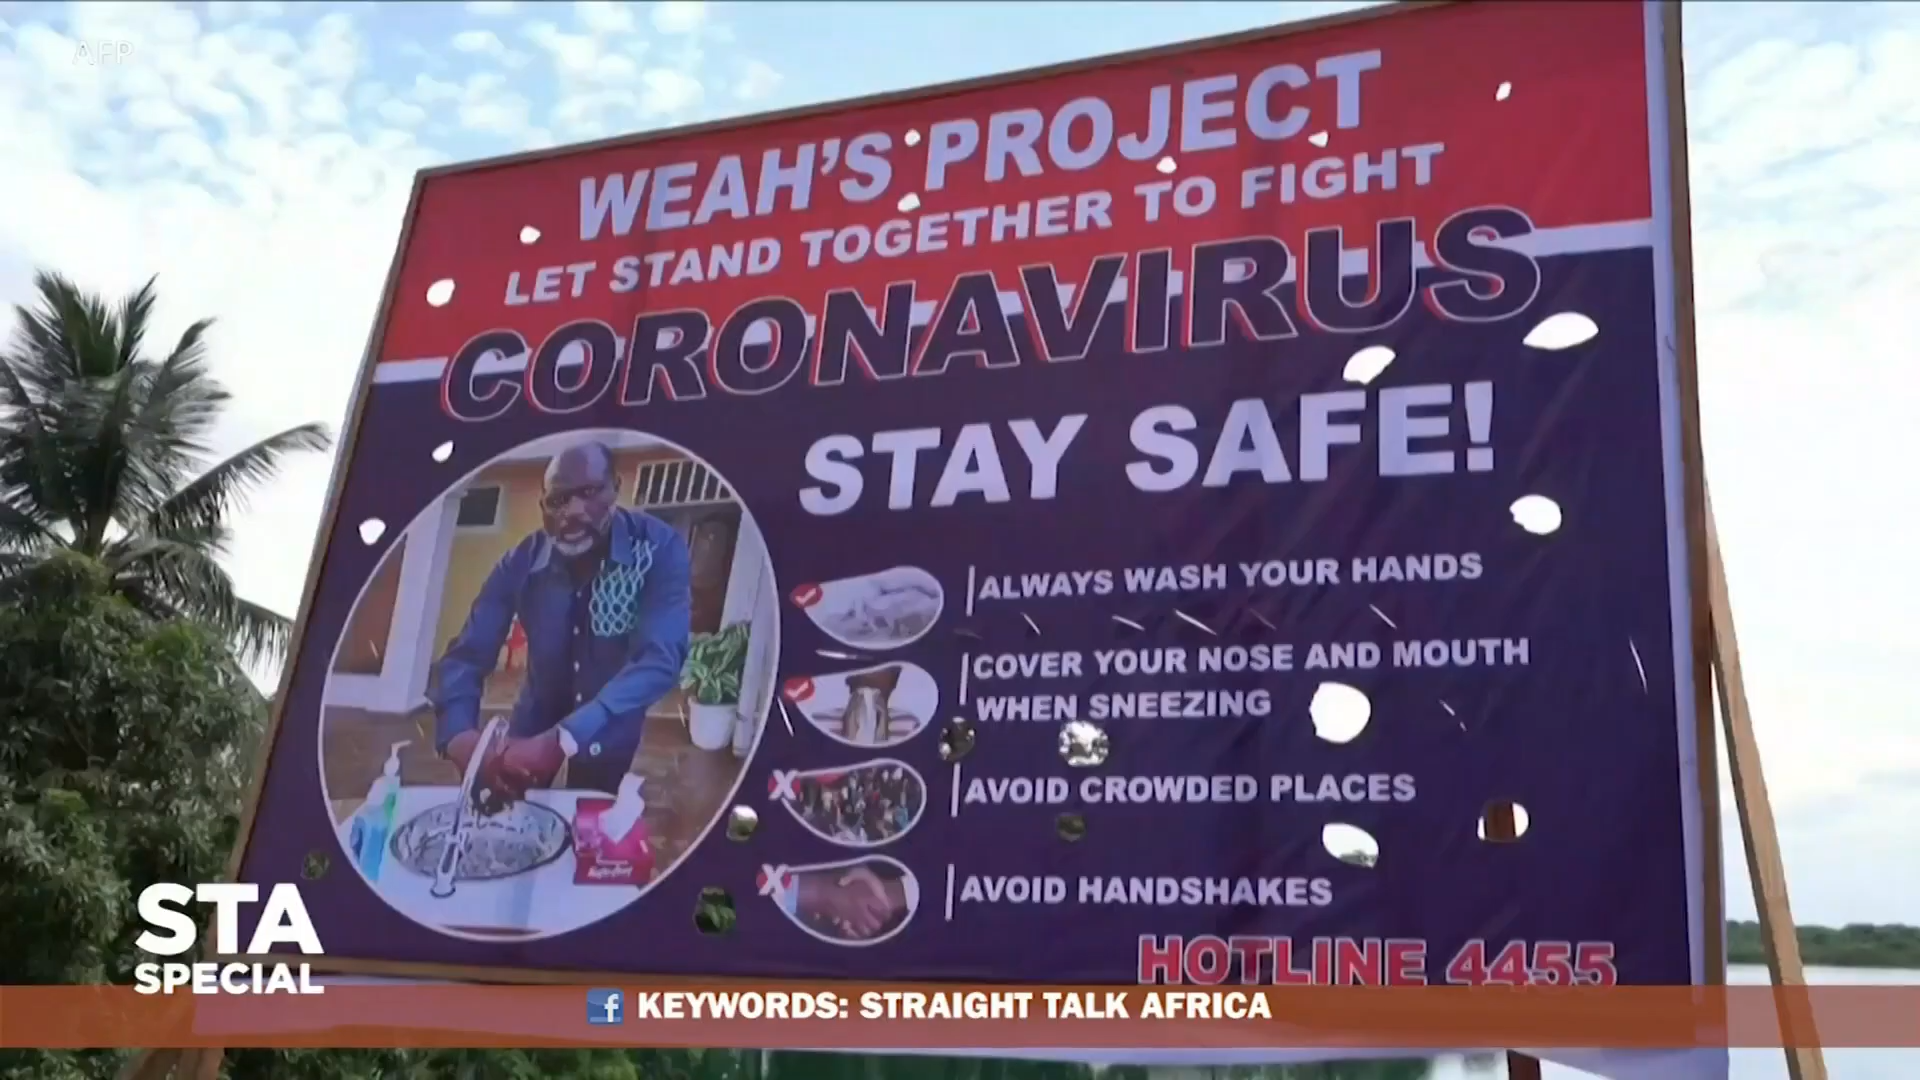 AFP
WEAH'S PROJECT
LET STAND TOGETHER TO FIGHT
CORONAVIRUS
STAY SAFE!
ALWAYS WASH YOUR HANDS
COVER YOUR NOSE AND MOUTH
WHEN SNEEZING
X
AVOID CROWDED PLACES
X
AVOID HANDSHAKES
HOTLINE 4455
STA
SPECIAL
f KEYWORDS: STRAIGHT TALK AFRICA